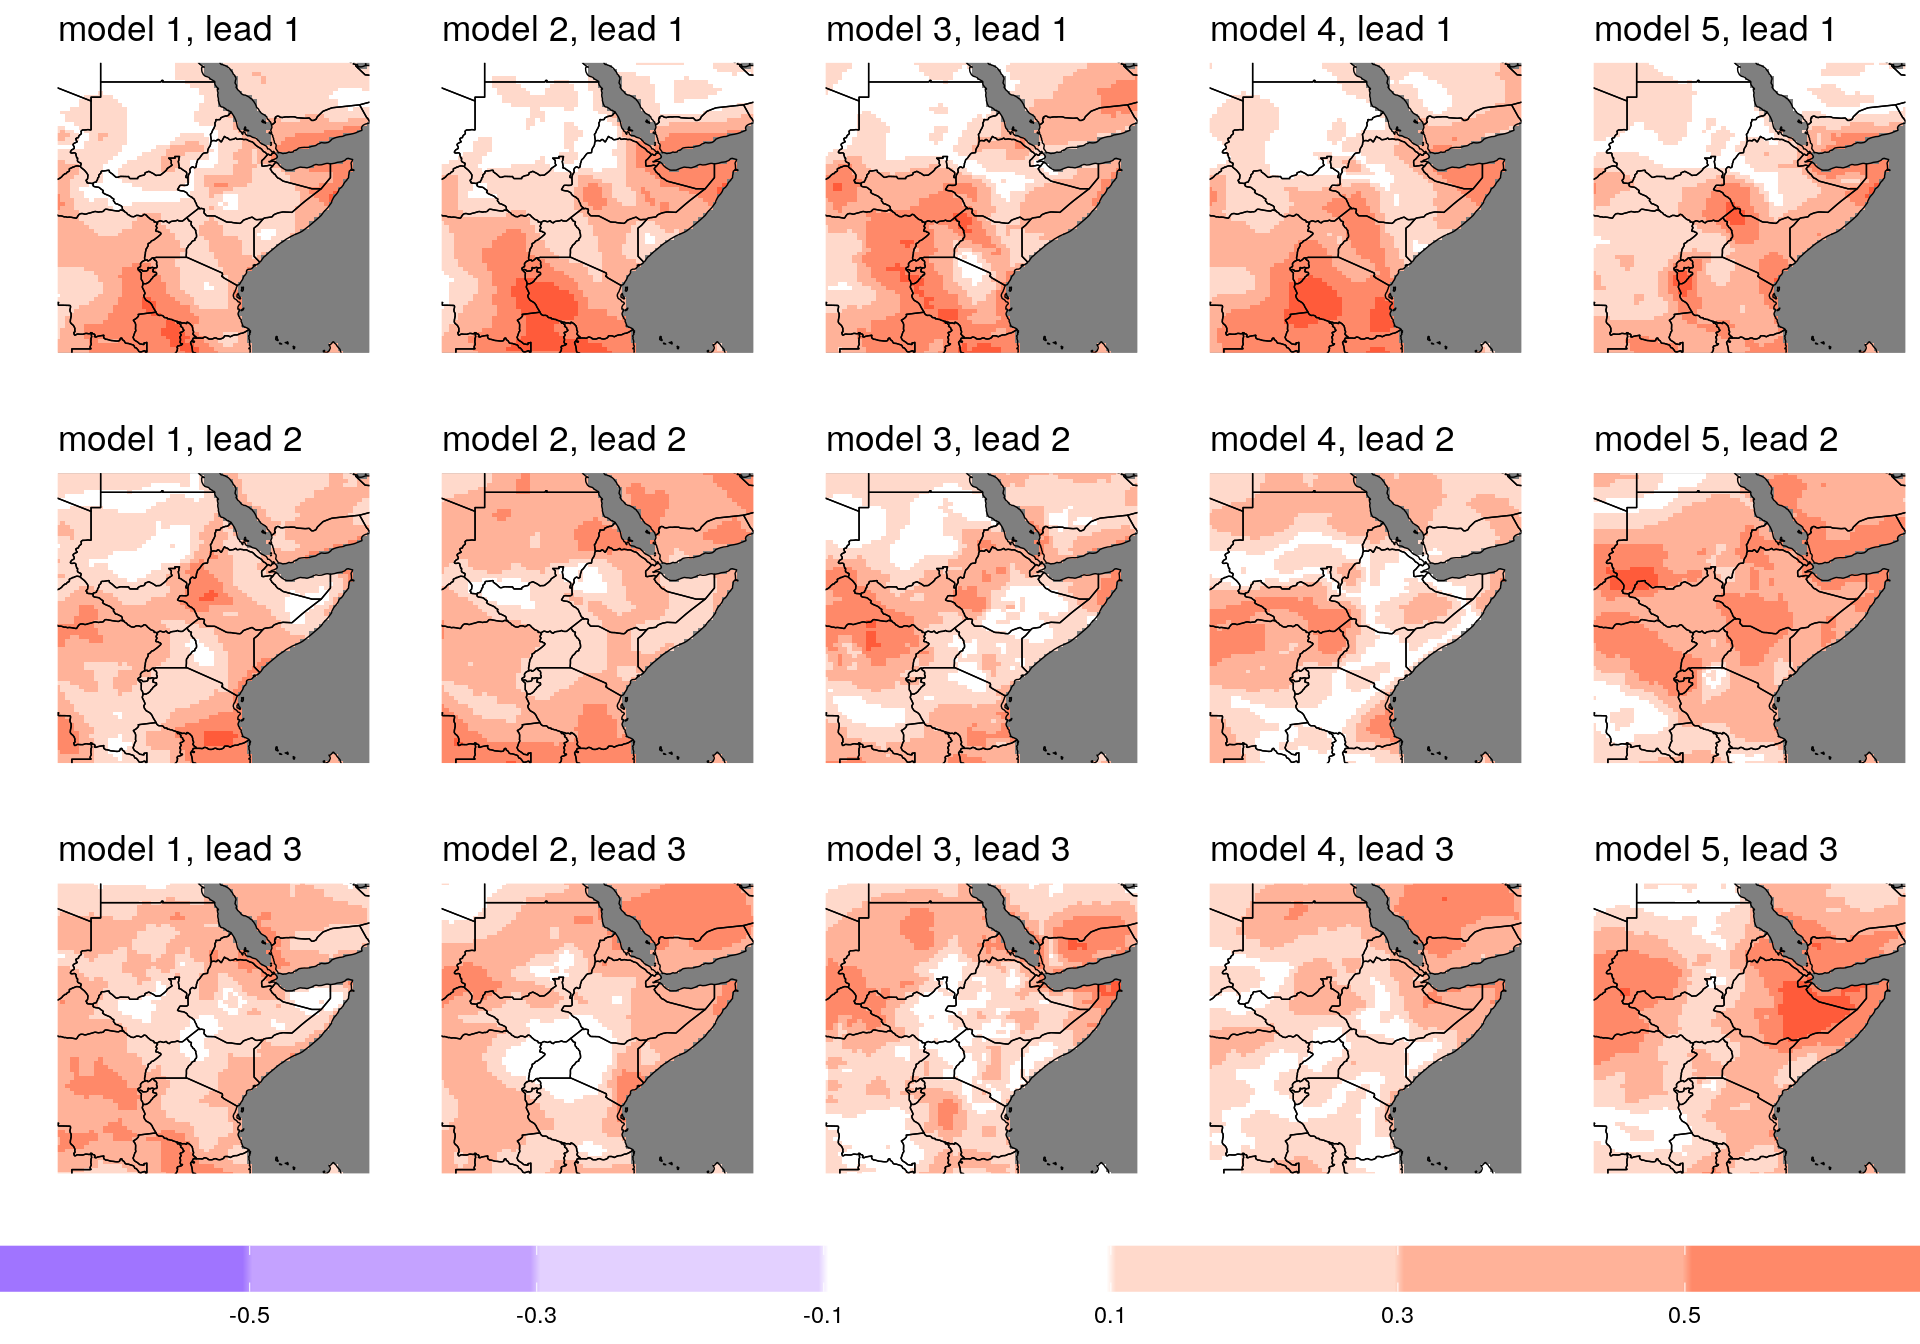 model 1, lead 1
model 2, lead 1
model 3, lead 1
model 4, lead 1
model 5, lead 1
model 1, lead 2
model 2, lead 2
model 3, lead 2
model 4, lead 2
model 5, lead 2
model 1, lead 3
model 2, lead 3
model 3, lead 3
model 4, lead 3
model 5, lead 3
-0.5 -0.3 -0.1 0.1 0.3 0.5